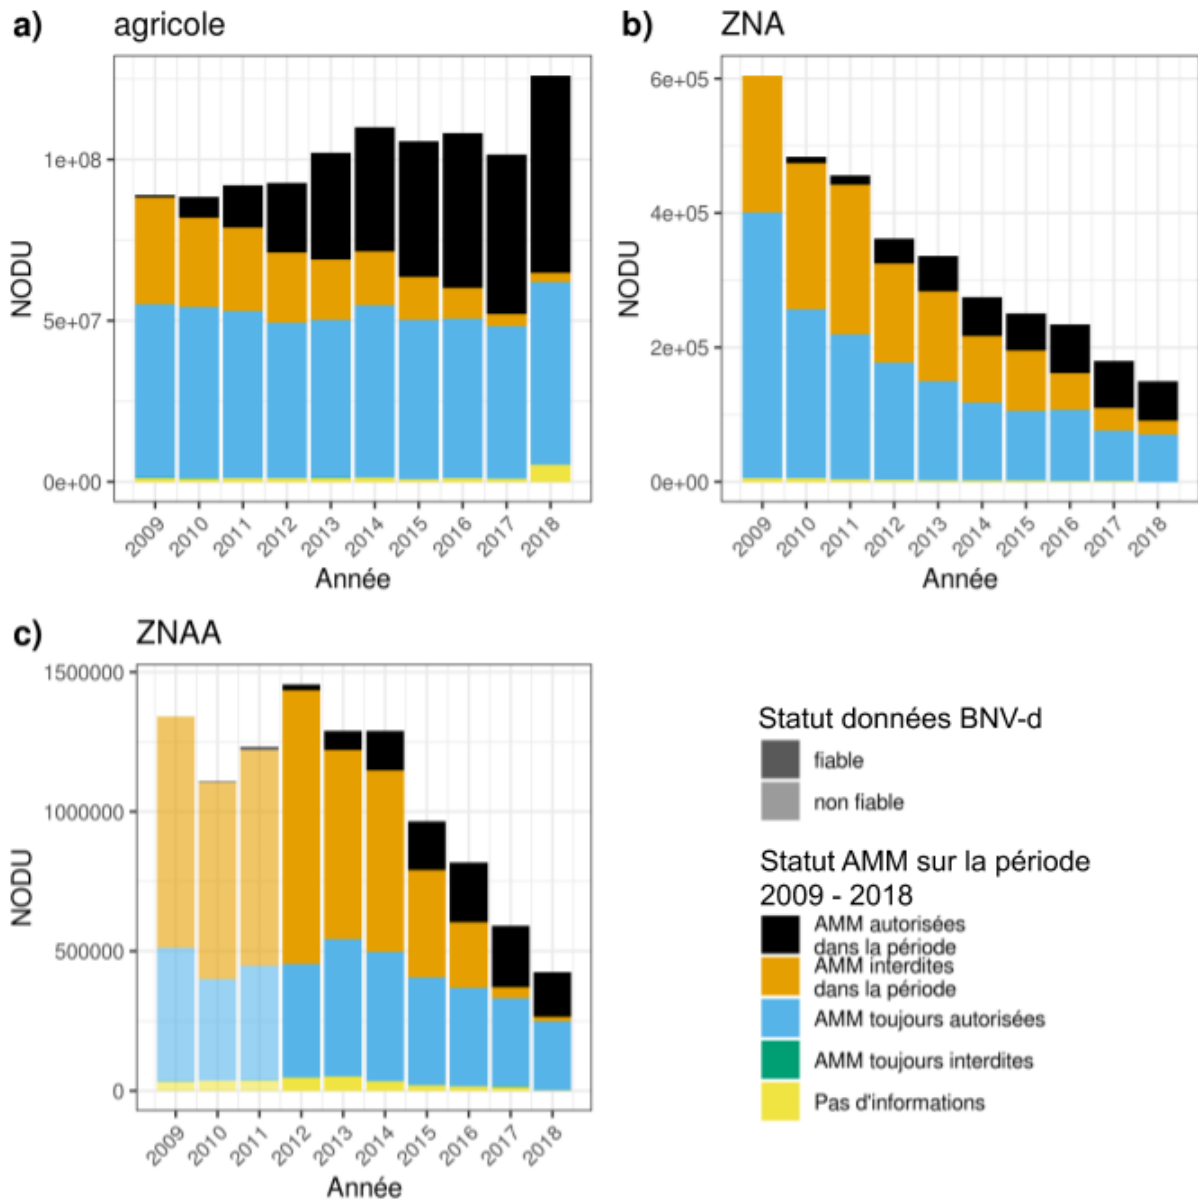 a) agricole
NODU
1e+08
5e+07
0e+00
2009 2010 2011 2012 2013 2014 2015 2016 2017 2018
Année
b) ZNA
NODU
6e+05
4e+05
2e+05
0e+00
2009 2010 2011 2012 2013 2014 2015 2016 2017 2018
Année
c) ZNAA
NODU
1500000
1000000
500000
0
2009 2010 2011 2012 2013 2014 2015 2016 2017 2018
Année
Statut données BNV-d
fiable
non fiable
Statut AMM sur la période
2009 - 2018
AMM autorisées
dans la période
AMM interdites
dans la période
AMM toujours autorisées
AMM toujours interdites
Pas d'informations